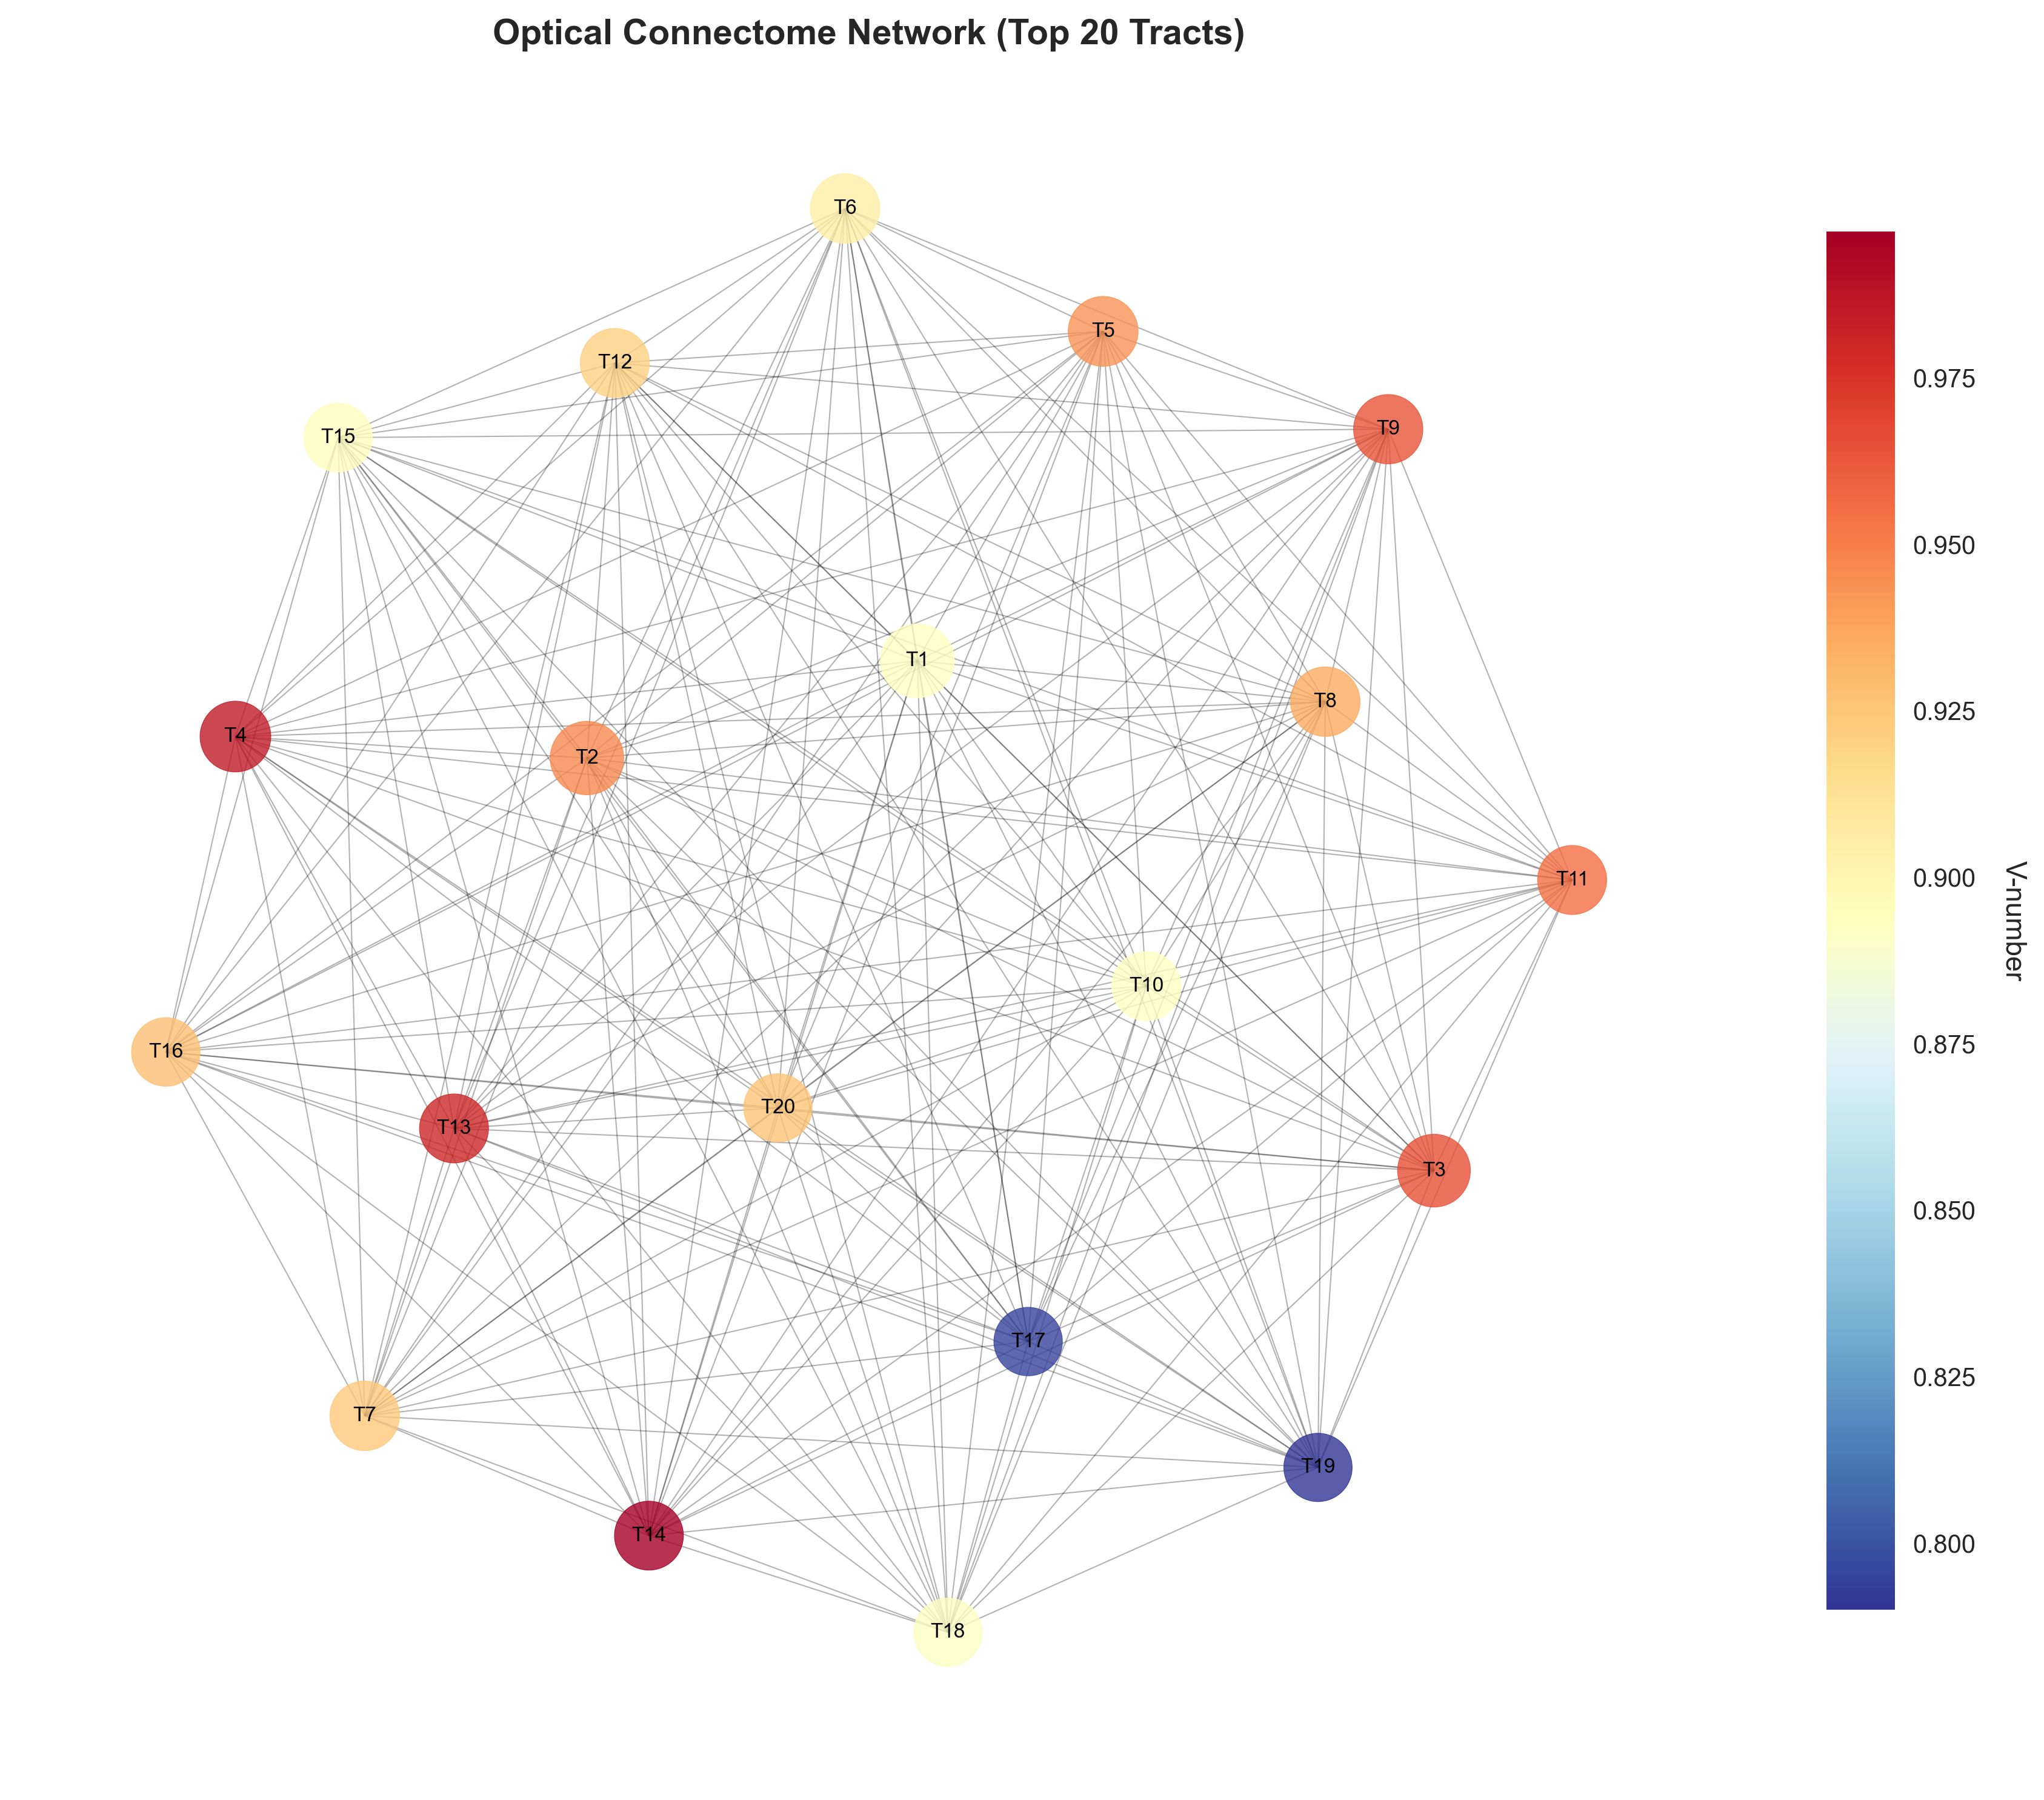 Optical Connectome Network (Top 20 Tracts)
T6
T5
T12
T9
T15
T1
T8
T4
T2
T11
T10
T16
T20
T13
T3
T17
T7
T19
T14
T18
0.975
0.950
0.925
0.900
0.875
0.850
0.825
0.800
V-number